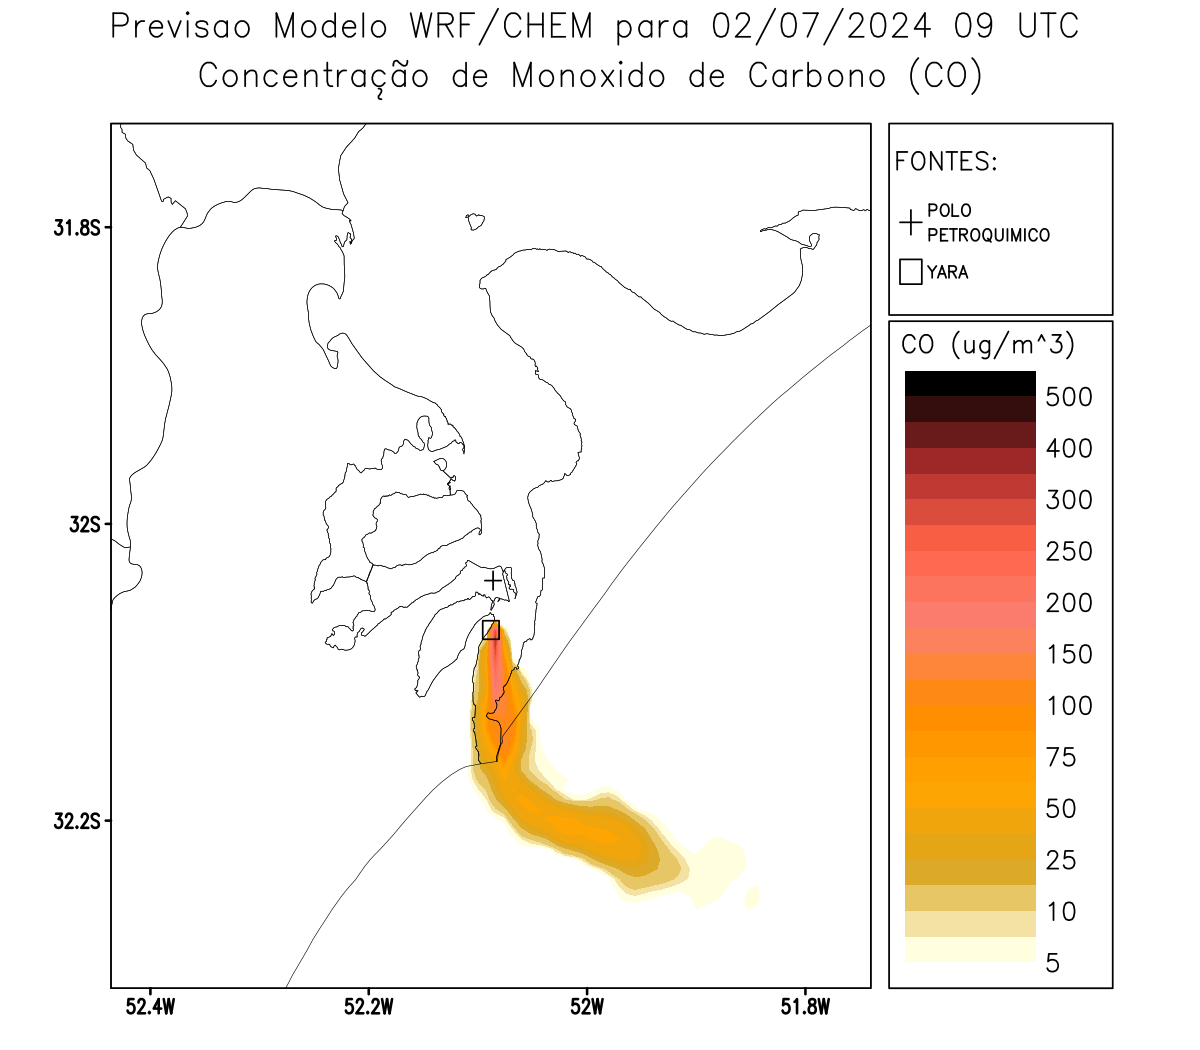 Previsao Modelo WRF/CHEM para 02/07/2024 09 UTC
Concentração de Monoxido de Carbono (CO)
FONTES:
POLO
PETROQUIMICO
YARA
CO (ug/m^3)
500
400
300
250
200
150
100
75
50
25
10
5
31.8S
32S
32.2S
52.4W
52.2W
52W
51.8W